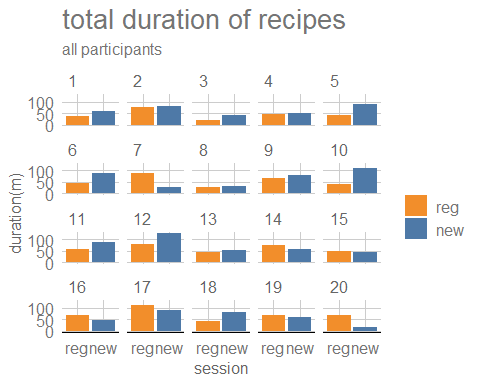 total duration of recipes
all participants
1 2 3 4 5
100
50
0
6 7 8 9 10
100
50
0
11 12 13 14 15
100
50
0
16 17 18 19 20
100
50
0
regnew regnew regnew regnew regnew
session
duration(m)
reg
new